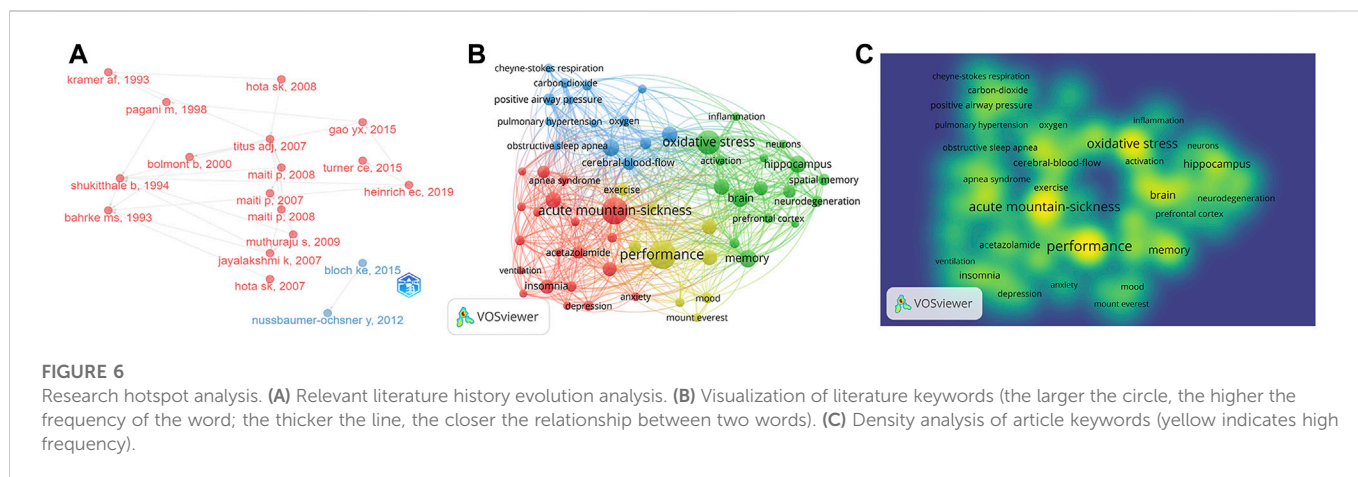 A
kramer af, 1993
hota sk, 2008
pagani m, 1998
gao yx, 2015
titus adj, 2007
bolmont b, 2000
turner ce, 2015
maiti p, 2008
shukitthale b, 1994
heinrich ec, 2019
maiti p, 2007
bahrke ms, 1993
maiti p, 2008
muthuraju s, 2009
jayalakshmi k, 2007
bloch ke, 2015
hota sk, 2007
nussbaumer-ochsner y, 2012
B
cheyne-stokes respiration
carbon-dioxide
positive airway pressure
pulmonary hypertension
oxygen
inflammation
obstructive sleep apnea
oxidative stress
neurons
cerebral-blood-flow
activation
hippocampus
apnea syndrome
spatial memory
exercise
brain
neurodegeneration
acute mountain-sickness
prefrontal cortex
acetazolamide
performance
memory
ventilation
insomnia
anxiety
mood
depression
mount everest
VOSviewer
C
cheyne-stokes respiration
carbon-dioxide
positive airway pressure
pulmonary hypertension
oxygen
inflammation
obstructive sleep apnea
oxidative stress
neurons
cerebral-blood-flow
activation
hippocampus
apnea syndrome
exercise
neurodegeneration
brain
acute mountain-sickness
prefrontal cortex
acetazolamide
performance
memory
ventilation
insomnia
anxiety
mood
depression
mount everest
VOSviewer
FIGURE 6
Research hotspot analysis. (A) Relevant literature history evolution analysis. (B) Visualization of literature keywords (the larger the circle, the higher the
frequency of the word; the thicker the line, the closer the relationship between two words). (C) Density analysis of article keywords (yellow indicates high
frequency).